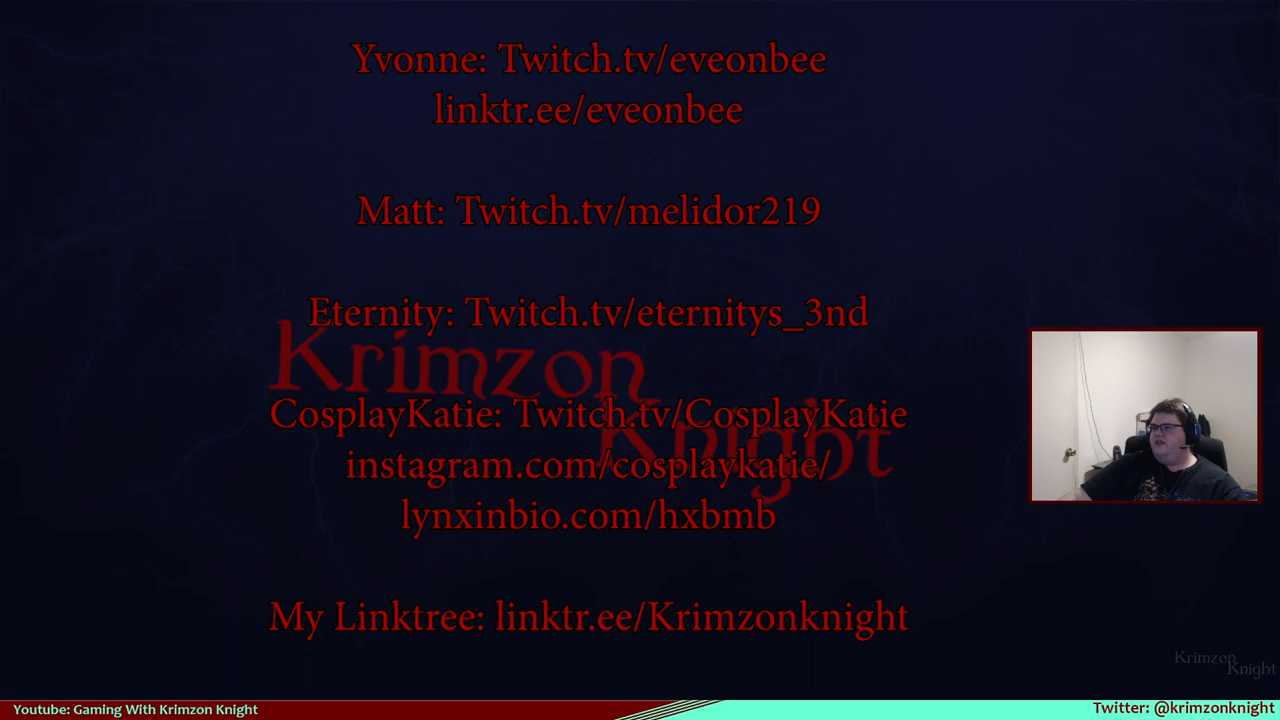 Yvonne: Twitch.tv/eveonbee
linktr.ee/eveonbee
Matt: Twitch.tv/melidor219
Eternity: Twitch.tv/eternitys_3nd
Krimzon
Knight
CosplayKatie: Twitch.tv/CosplayKatie
instagram.com/cosplaykatie/
lynxinbio.com/hxbmb
My Linktree: linktr.ee/Krimzonknight
Krimzon
Knight
Youtube: Gaming With Krimzon Knight
Twitter: @krimzonknight